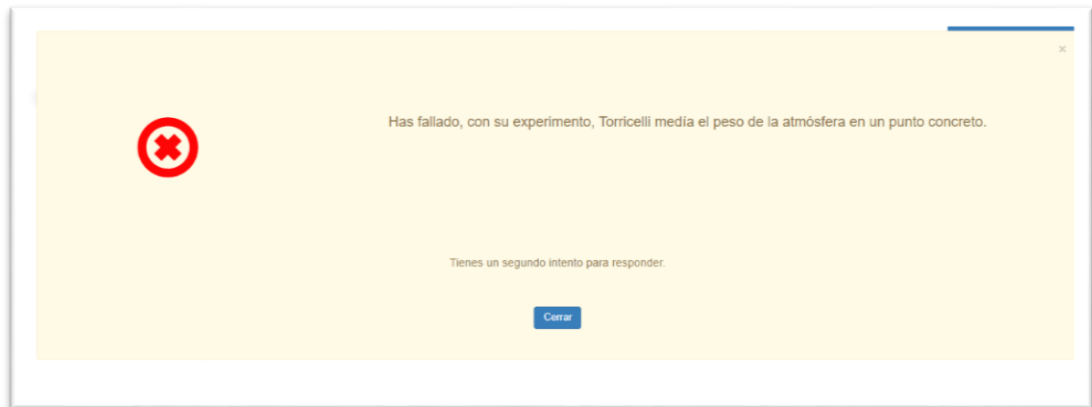 ×
Has fallado, con su experimento, Torricelli medía el peso de la atmósfera en un punto concreto.
Tienes un segundo intento para responder.
Cerrar